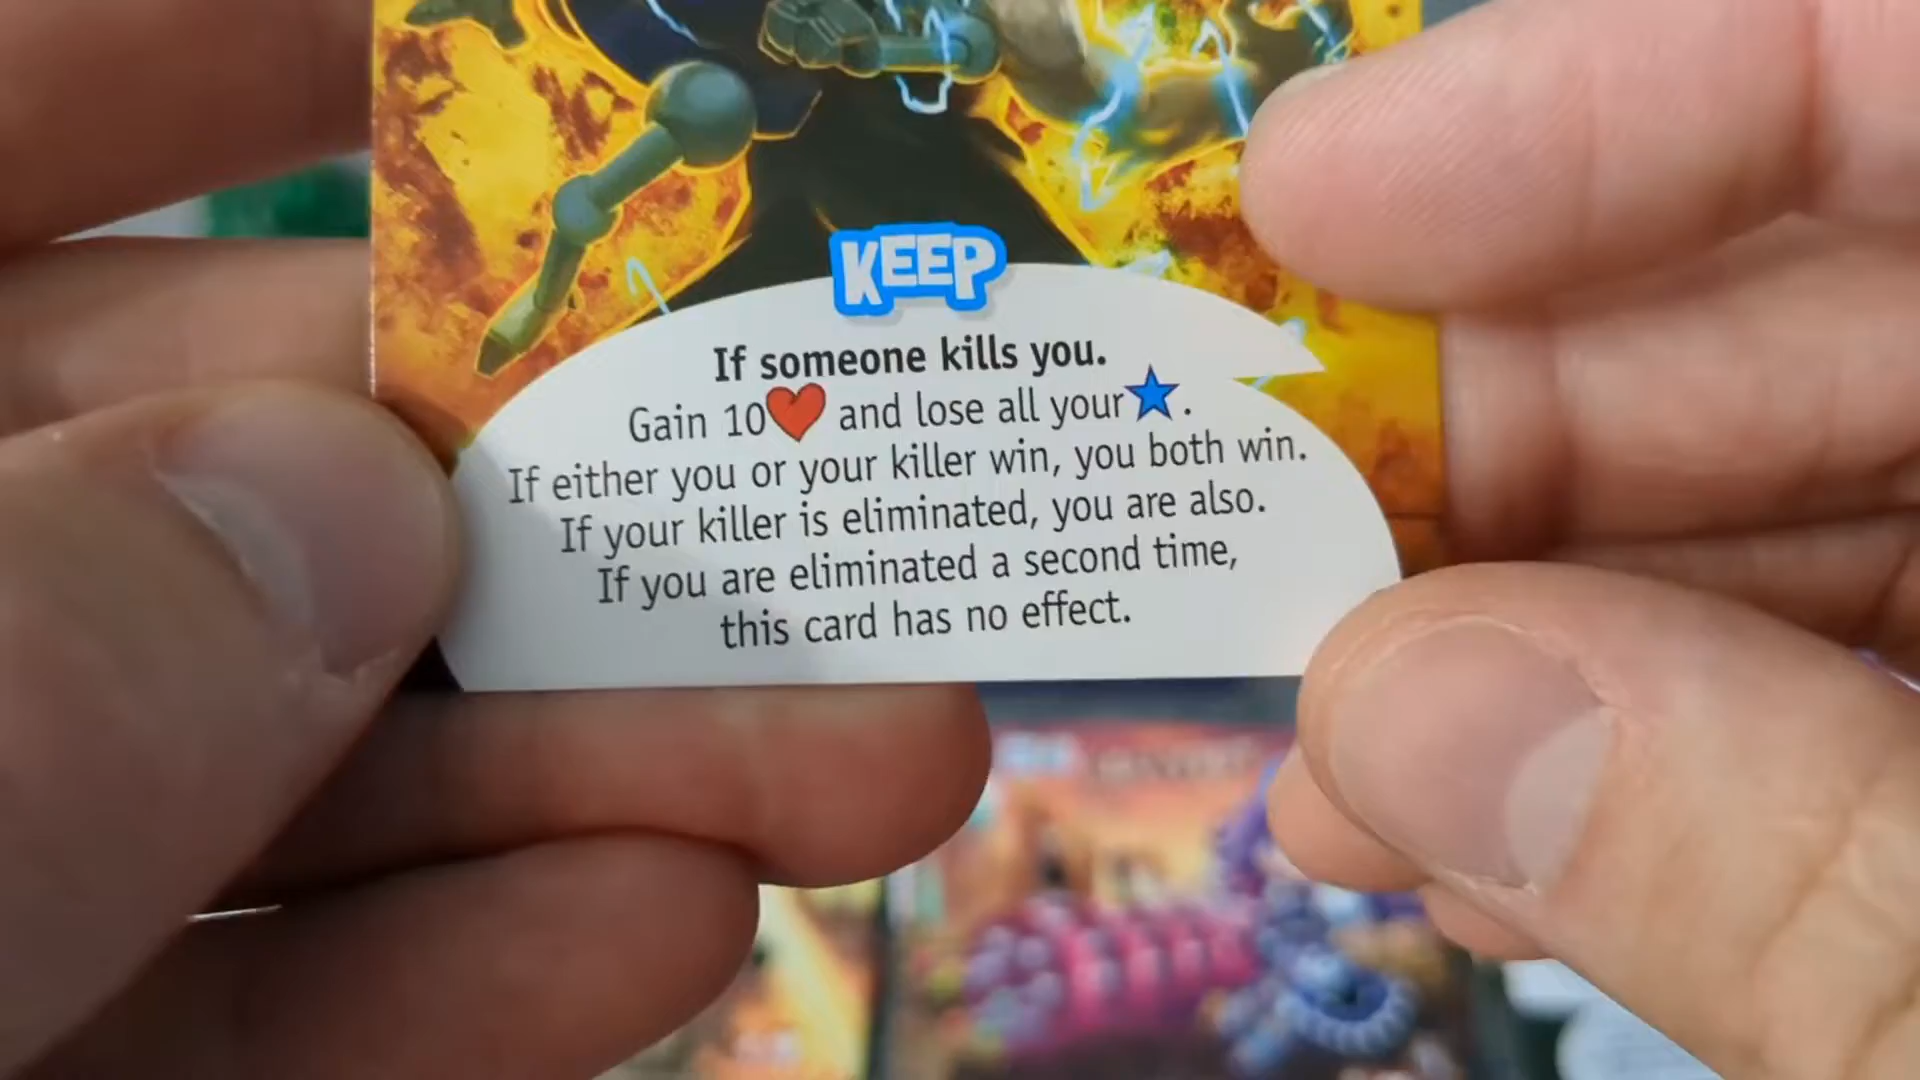 KEEP
If someone kills you.
Gain 10 and lose all your .
If either you or your killer win, you both win.
If your killer is eliminated, you are also.
If you are eliminated a second time,
this card has no effect.